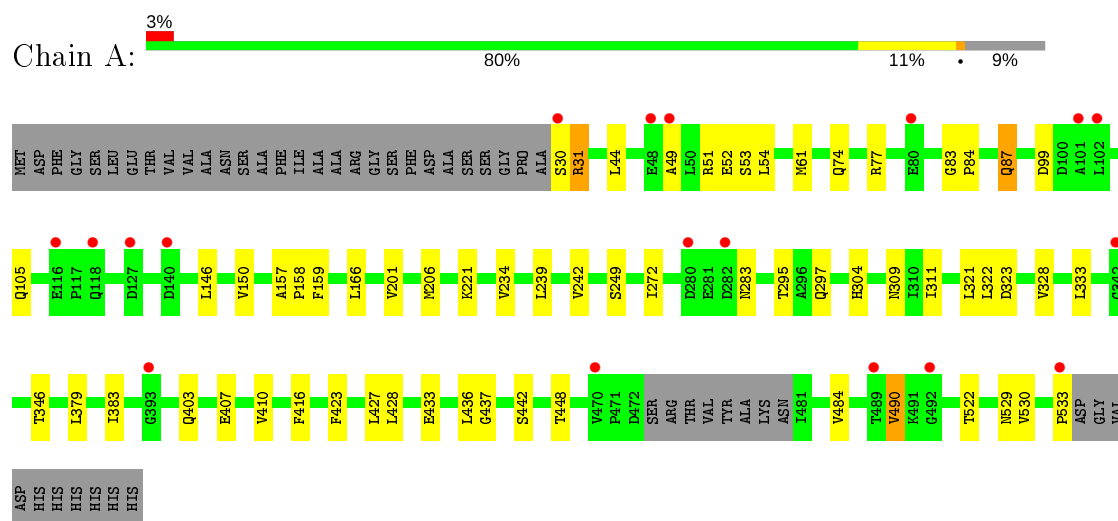 3%
Chain A:
80% 11% • 9%
MET ASP PHE GLY SER LEU GLU THR VAL VAL ALA ASN SER ALA PHE ILE ALA ALA ARG GLY SER PHE ASP ALA SER SER GLY PRO ALA S30 R31 L44 E48 A49 L50 R51 E52 S53 L54 M61 Q74 R77 E80 G83 P84 Q87 D99 D100 A101 L102
Q105 E116 P117 Q118 D127 D140 L146 V150 A157 P158 F159 L166 V201 M206 K221 V234 L239 V242 S249 I272 D280 E281 D282 N283 T295 A296 Q297 H304 N309 I310 I311 L321 L322 D323 V328 L333
T346 L379 I383 G393 Q403 E407 V410 F416 F423 L427 L428 E433 L436 G437 S442 T448 V470 P471 D472 SER ARG THR VAL TYR ALA LYS ASN I481 V484 T489 V490 K491 G492 T522 N529 V530 P533 ASP GLY VAL
ASP HIS HIS HIS HIS HIS HIS